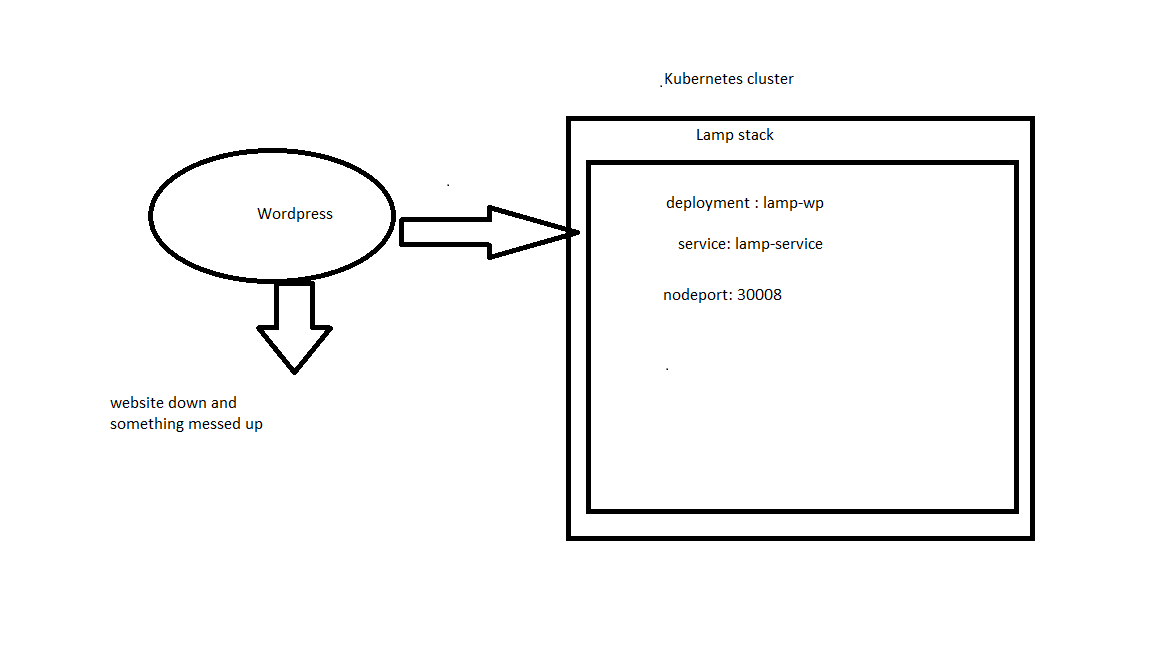 Kubernetes cluster
Lamp stack
Wordpress
deployment : lamp-wp
service: lamp-service
nodeport: 30008
website down and
something messed up